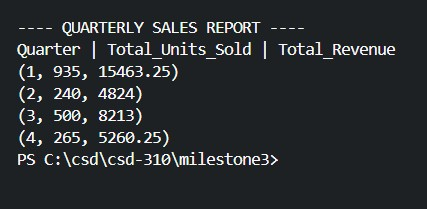 ---- QUARTERLY SALES REPORT ----
Quarter | Total_Units_Sold | Total_Revenue
(1, 935, 15463.25)
(2, 240, 4824)
(3, 500, 8213)
(4, 265, 5260.25)
PS C:\csd\csd-310\milestone3>